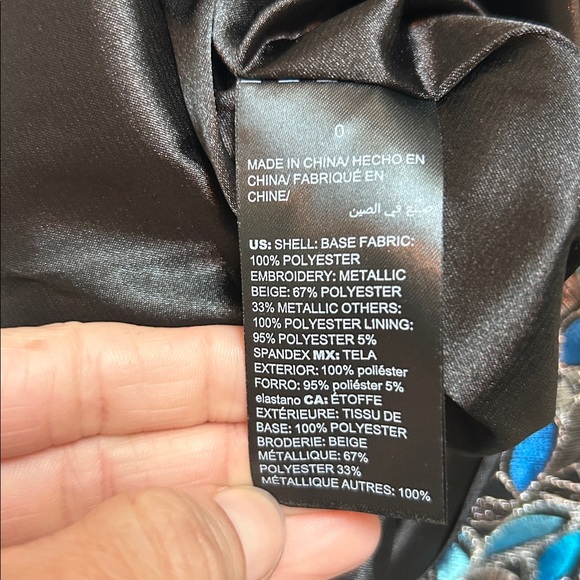 0
MADE IN CHINA/ HECHO EN
CHINA/ FABRIQUÉ EN
CHINE/
صنع في الصين
US: SHELL: BASE FABRIC:
100% POLYESTER
EMBROIDERY: METALLIC
BEIGE: 67% POLYESTER
33% METALLIC OTHERS:
100% POLYESTER LINING:
95% POLYESTER 5%
SPANDEX MX: TELA
EXTERIOR: 100% poliéster
FORRO: 95% poliéster 5%
elastano CA: ÉTOFFE
EXTÉRIEURE: TISSU DE
BASE: 100% POLYESTER
BRODERIE: BEIGE
MÉTALLIQUE: 67%
POLYESTER 33%
MÉTALLIQUE AUTRES: 100%